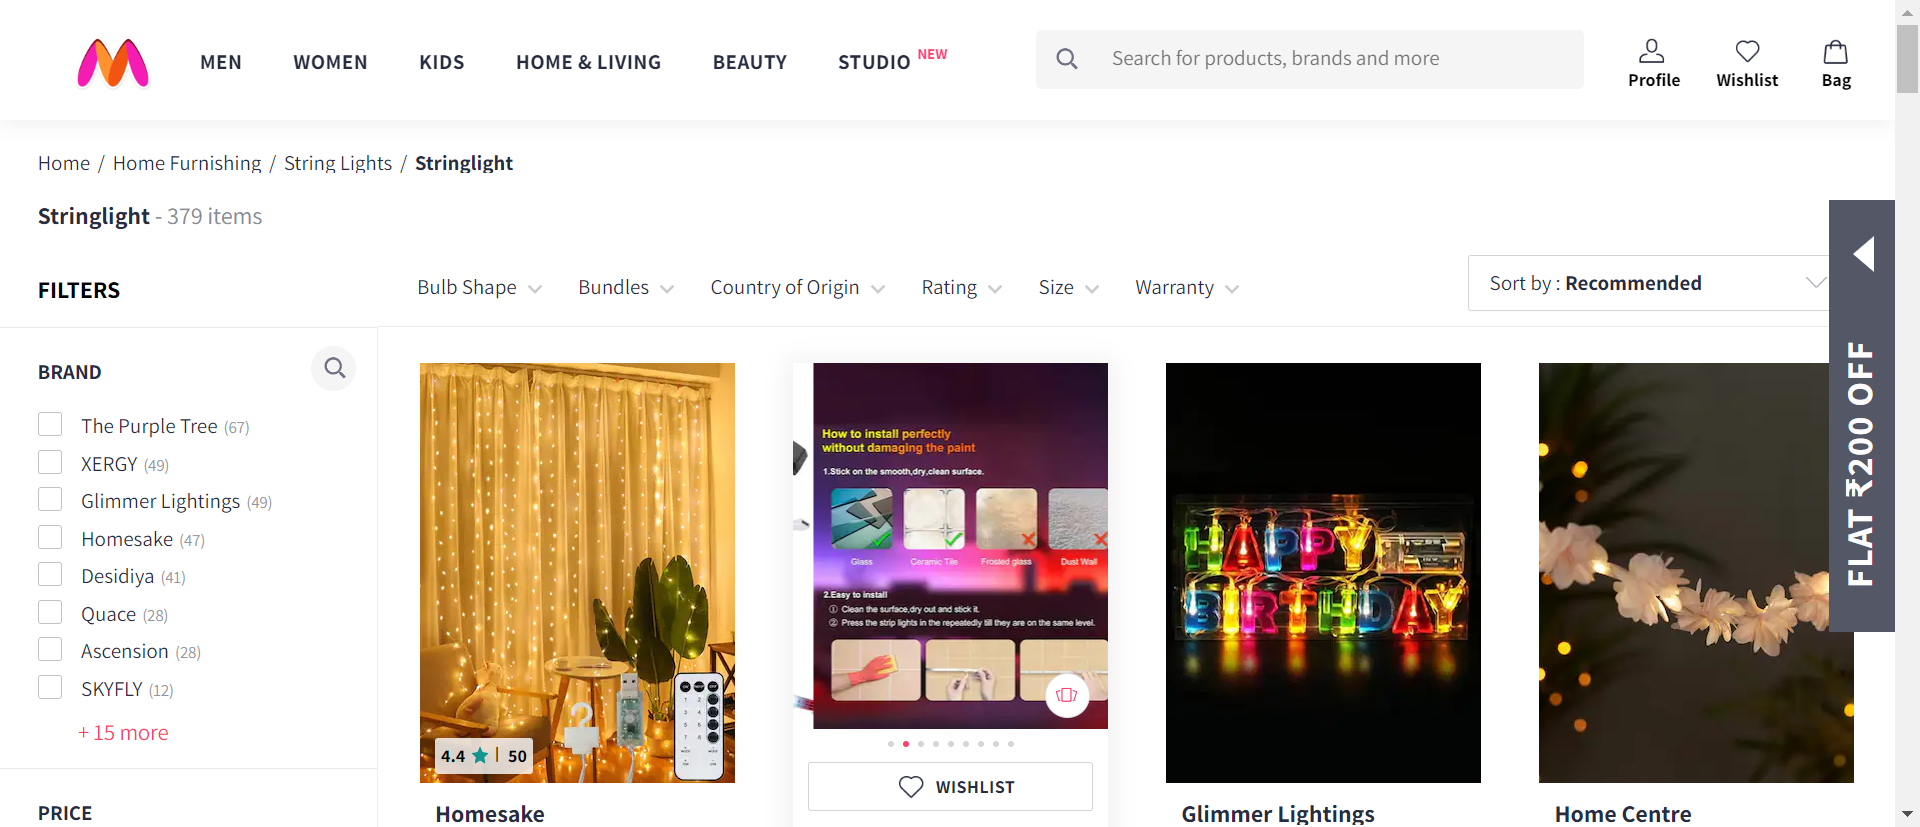 MEN WOMEN KIDS HOME & LIVING BEAUTY STUDIO NEW
Search for products, brands and more
Profile Wishlist Bag
Home / Home Furnishing / String Lights / Stringlight
Stringlight - 379 items
FILTERS
Bulb Shape Bundles Country of Origin Rating Size Warranty
Sort by : Recommended
FLAT ₹200 OFF
BRAND
The Purple Tree (67)
XERGY (49)
Glimmer Lightings (49)
Homesake (47)
Desidiya (41)
Quace (28)
Ascension (28)
SKYFLY (12)
+ 15 more
PRICE
4.4 | 50
Homesake
How to install perfectly
without damaging the paint
1.Stick on the smooth,dry,clean surface.
Glass Ceramic Tile Frosted glass Dust Wall
2.Easy to install
① Clean the surface,dry out and stick it.
② Press the strip lights in the repeatedly till they are on the same level.
WISHLIST
HAPPY
BIRTHDAY
Glimmer Lightings
Home Centre